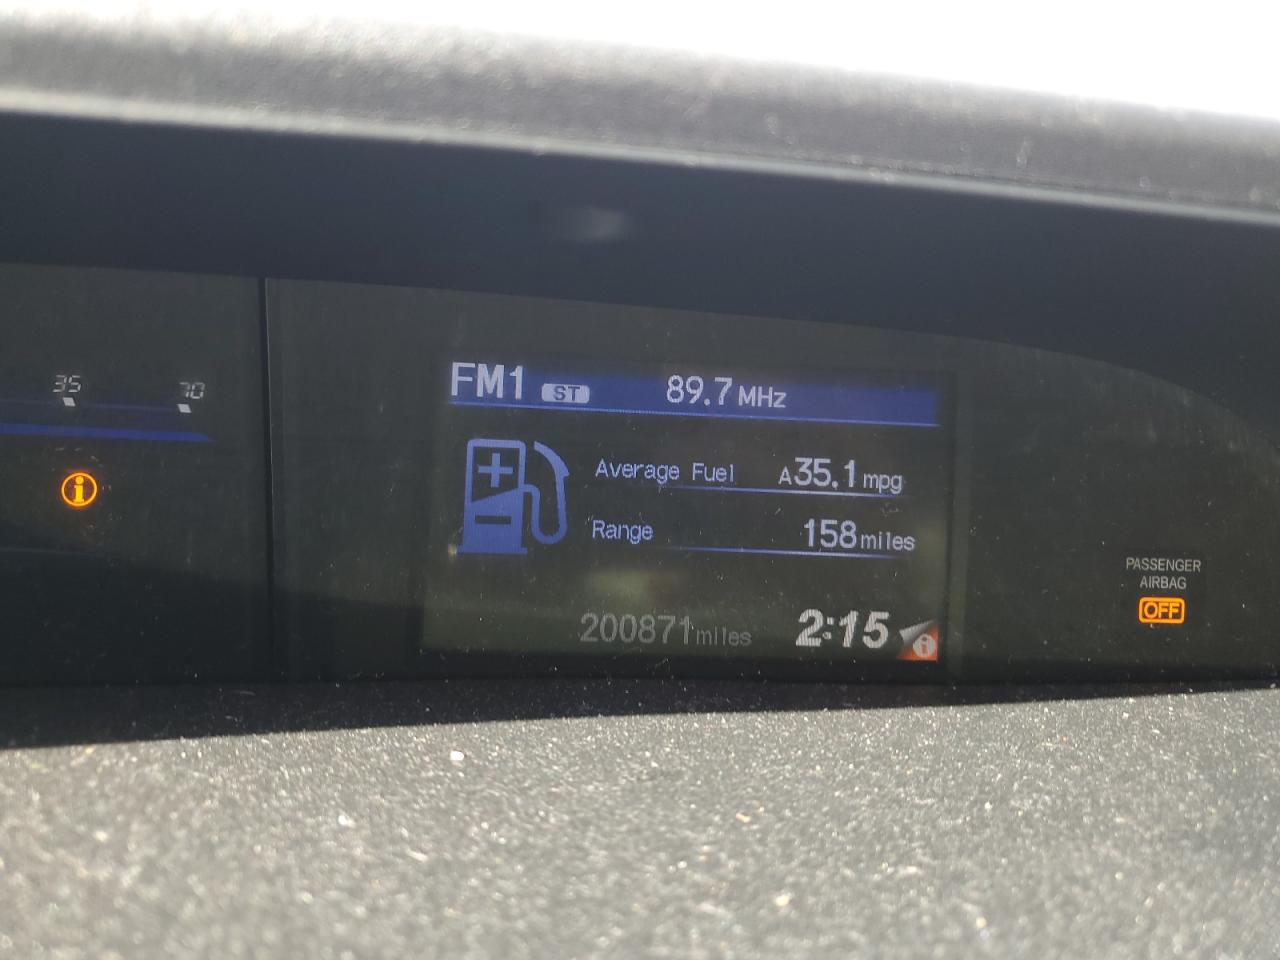 FM1 ST 89.7 MHz
35 70
Average Fuel A35.1 mpg
i
Range 158 miles
PASSENGER
AIRBAG
OFF
200871 miles 2:15 i